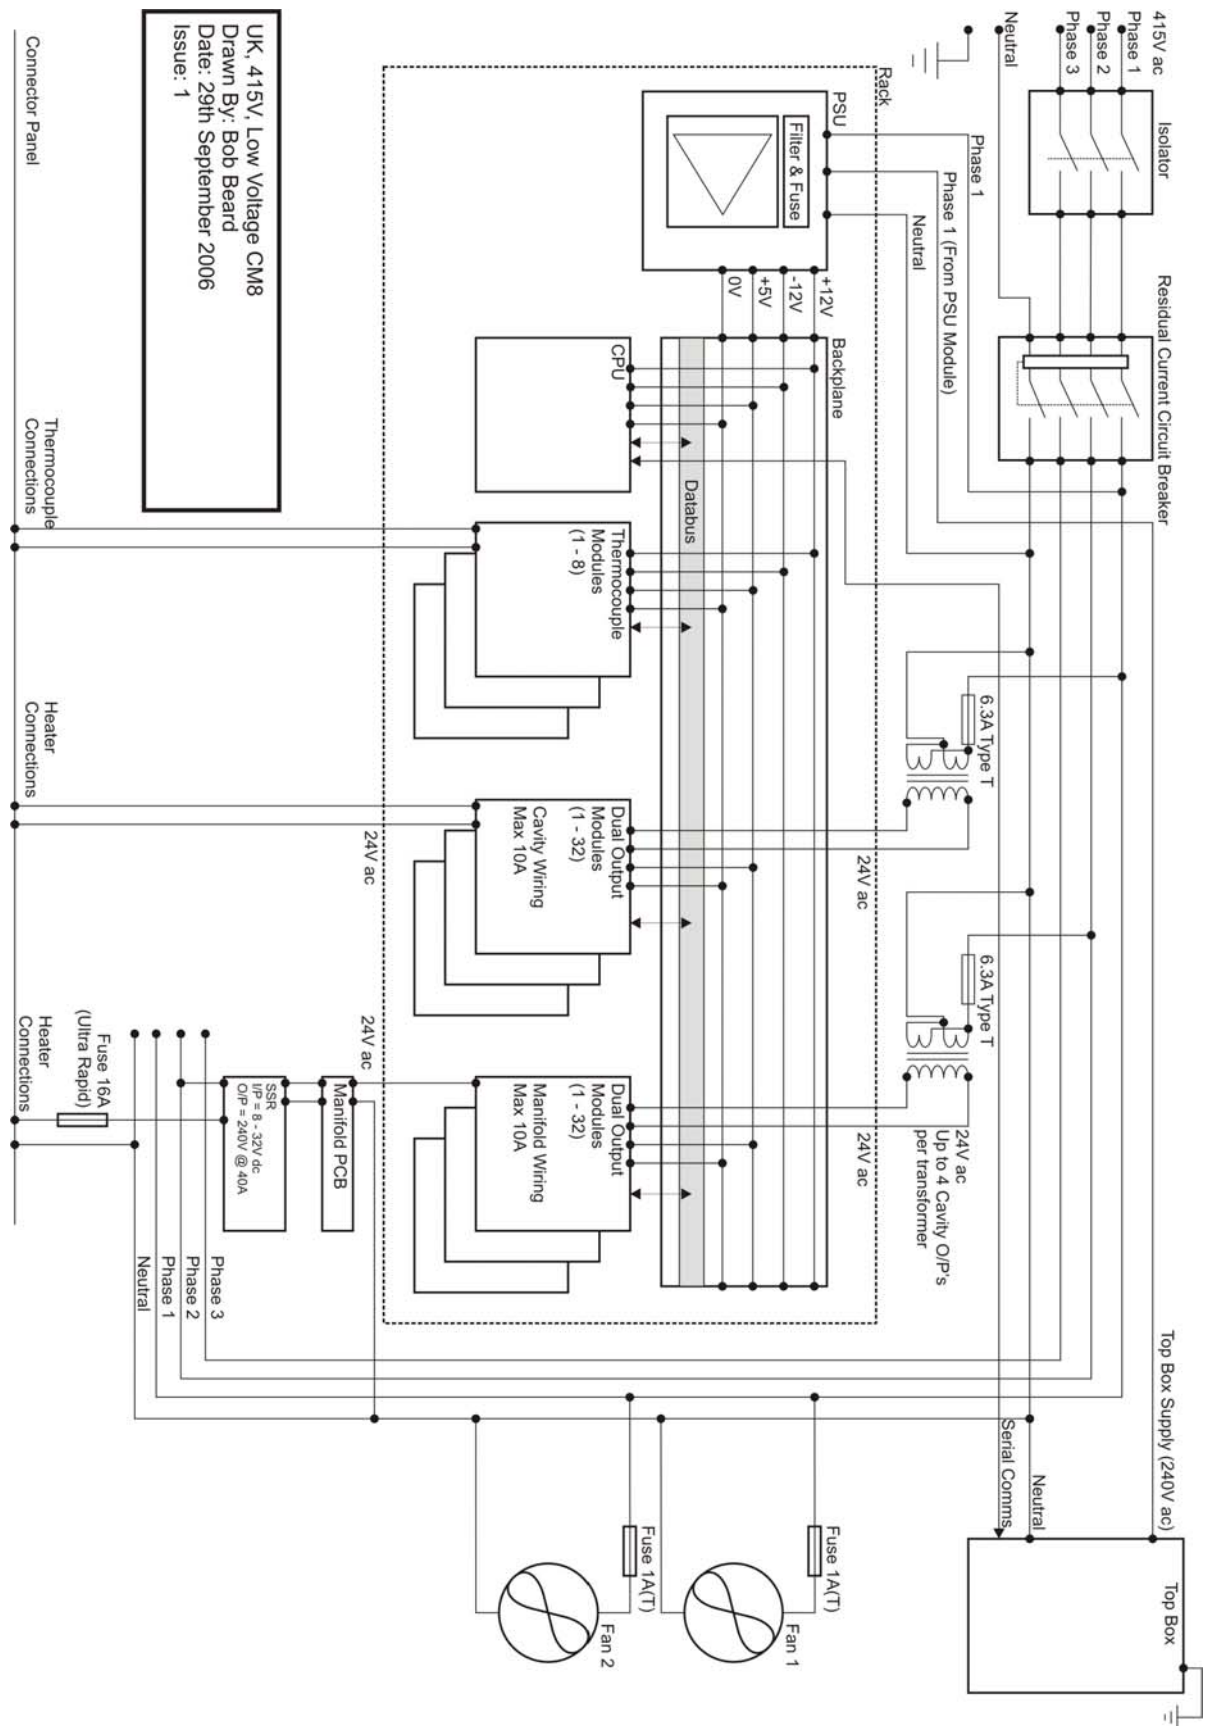 415V ac
Phase 1
Phase 2
Phase 3
Neutral
Isolator
Residual Current Circuit Breaker
Top Box Supply (240V ac)
Top Box
Neutral
Serial Comms
Phase 1
Phase 1 (From PSU Module)
Neutral
6.3A Type T
6.3A Type T
24V ac
Up to 4 Cavity O/P's
per transformer
Rack
PSU
Filter & Fuse
+12V
-12V
+5V
0V
Backplane
Databus
24V ac
24V ac
CPU
Thermocouple
Modules
(1 - 8)
Dual Output
Modules
(1 - 32)
Cavity Wiring
Max 10A
Dual Output
Modules
(1 - 32)
Manifold Wiring
Max 10A
24V ac
24V ac
Manifold PCB
SSR
I/P = 8 - 32V dc
O/P = 240V @ 40A
Phase 3
Phase 2
Phase 1
Neutral
Fuse 1A(T)
Fan 1
Fuse 1A(T)
Fan 2
Fuse 16A
(Ultra Rapid)
Thermocouple
Connections
Heater
Connections
Heater
Connections
Connector Panel
UK, 415V, Low Voltage CM8
Drawn By: Bob Beard
Date: 29th September 2006
Issue: 1